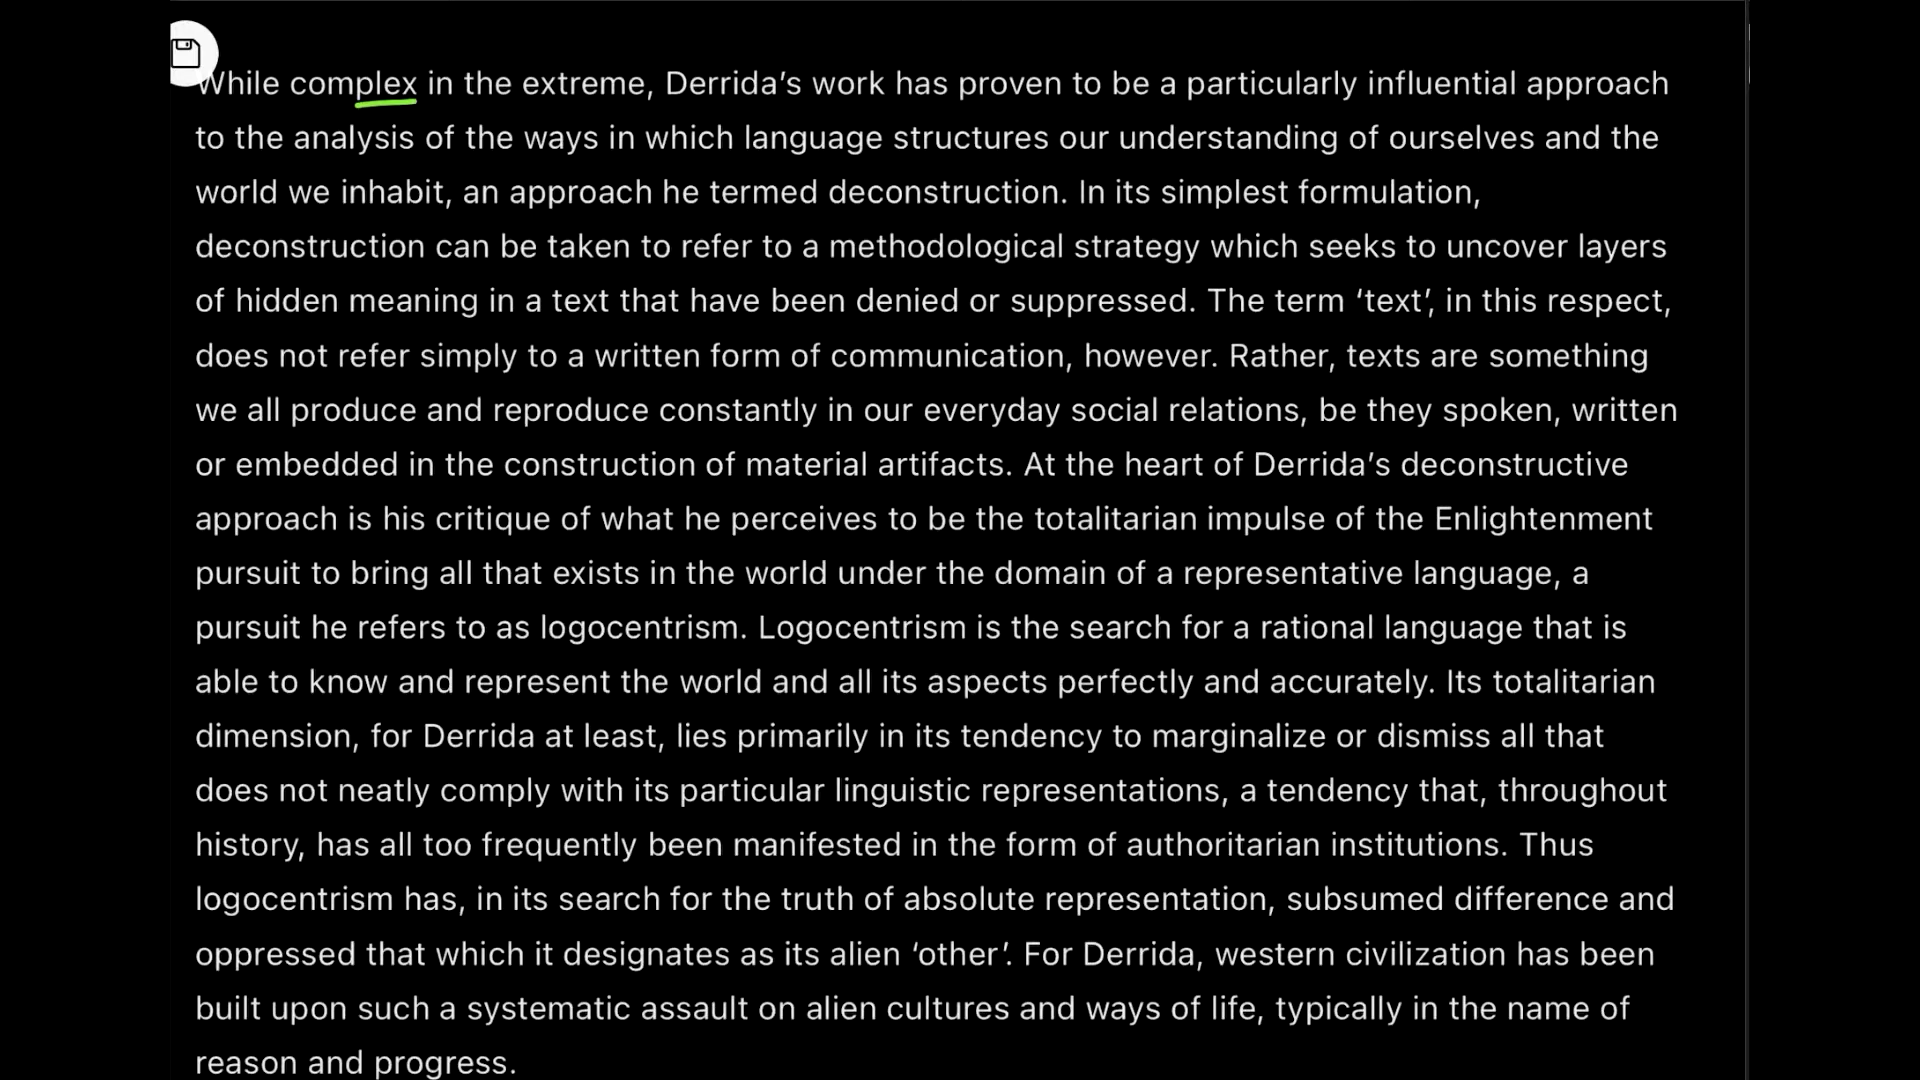 While complex in the extreme, Derrida’s work has proven to be a particularly influential approach
to the analysis of the ways in which language structures our understanding of ourselves and the
world we inhabit, an approach he termed deconstruction. In its simplest formulation,
deconstruction can be taken to refer to a methodological strategy which seeks to uncover layers
of hidden meaning in a text that have been denied or suppressed. The term ‘text’, in this respect,
does not refer simply to a written form of communication, however. Rather, texts are something
we all produce and reproduce constantly in our everyday social relations, be they spoken, written
or embedded in the construction of material artifacts. At the heart of Derrida’s deconstructive
approach is his critique of what he perceives to be the totalitarian impulse of the Enlightenment
pursuit to bring all that exists in the world under the domain of a representative language, a
pursuit he refers to as logocentrism. Logocentrism is the search for a rational language that is
able to know and represent the world and all its aspects perfectly and accurately. Its totalitarian
dimension, for Derrida at least, lies primarily in its tendency to marginalize or dismiss all that
does not neatly comply with its particular linguistic representations, a tendency that, throughout
history, has all too frequently been manifested in the form of authoritarian institutions. Thus
logocentrism has, in its search for the truth of absolute representation, subsumed difference and
oppressed that which it designates as its alien ‘other’. For Derrida, western civilization has been
built upon such a systematic assault on alien cultures and ways of life, typically in the name of
reason and progress.